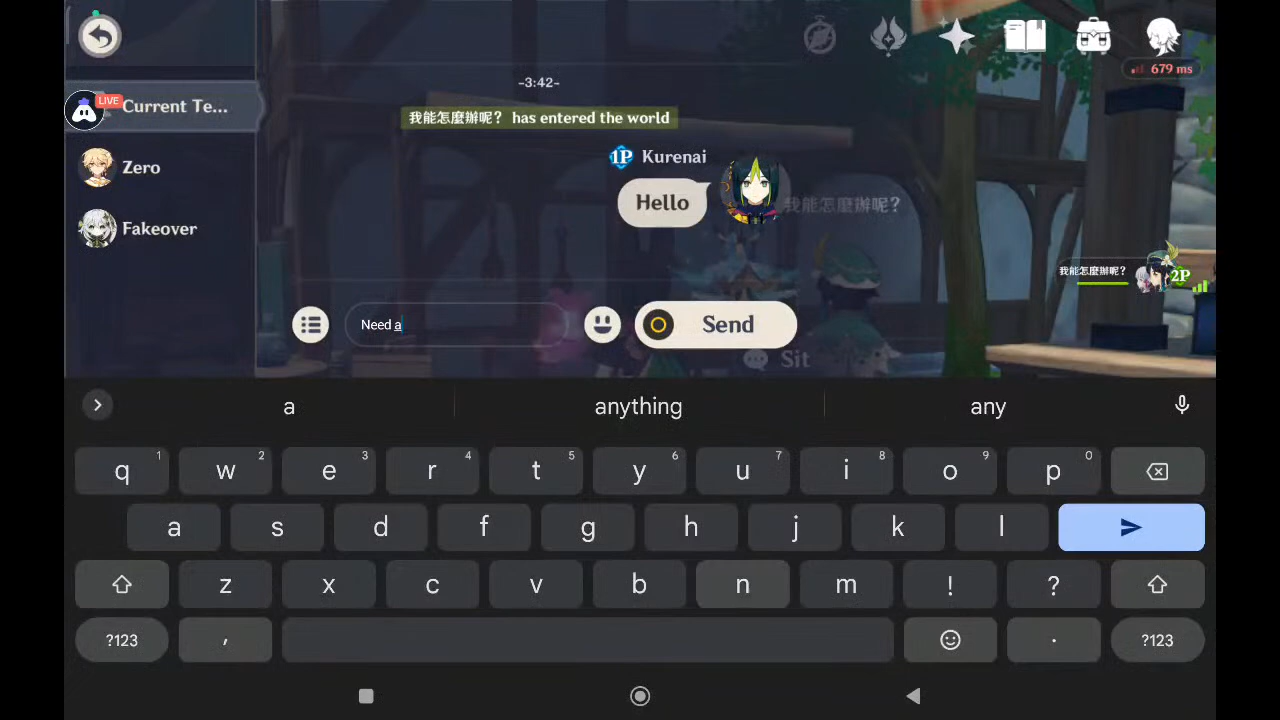 679 ms
-3:42-
LIVE
Current Te...
我能怎麼辦呢? has entered the world
1P Kurenai
Zero
Hello
我能怎麼辦呢?
Fakeover
我能怎麼辦呢?
2P
Need a
Send
Sit
a
anything
any
q 1 w 2 e 3 r 4 t 5 y 6 u 7 i 8 o 9 p 0
a s d f g h j k l
z x c v b n m ! ?
?123 , . ?123